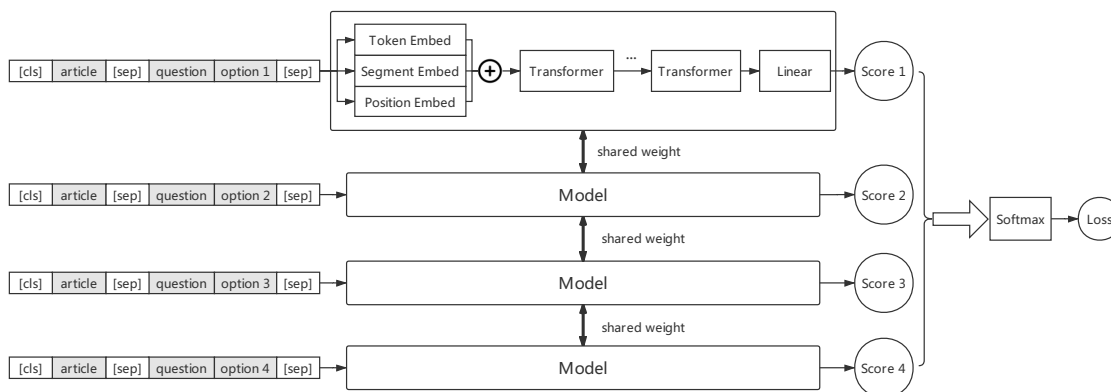 Token Embed
[cls] article [sep] question option 1 [sep] Segment Embed Transformer ... Transformer Linear Score 1
Position Embed
shared weight
[cls] article [sep] question option 2 [sep] Model Score 2
Softmax Loss
shared weight
[cls] article [sep] question option 3 [sep] Model Score 3
shared weight
[cls] article [sep] question option 4 [sep] Model Score 4